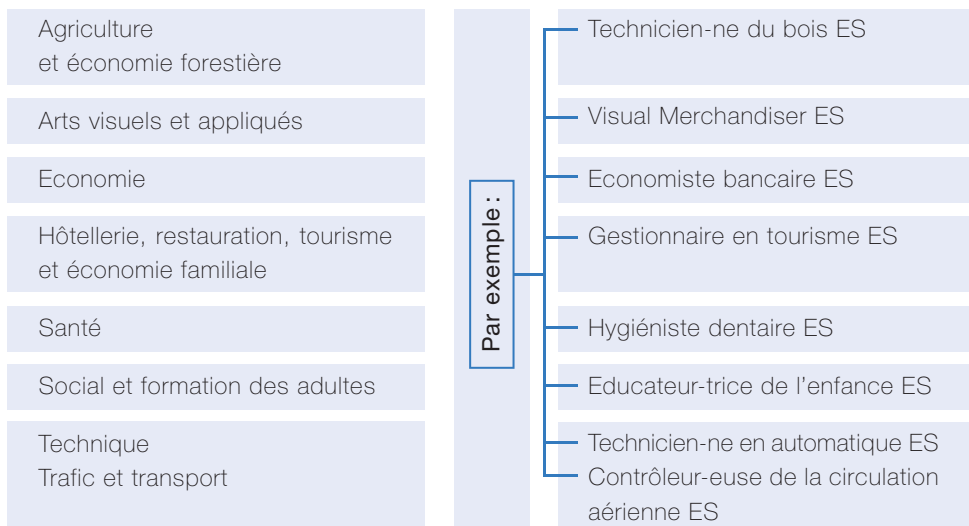 Agriculture
et économie forestière
Arts visuels et appliqués
Economie
Hôtellerie, restauration, tourisme
et économie familiale
Santé
Social et formation des adultes
Technique
Trafic et transport
Par exemple :
Technicien-ne du bois ES
Visual Merchandiser ES
Economiste bancaire ES
Gestionnaire en tourisme ES
Hygiéniste dentaire ES
Educateur-trice de l'enfance ES
Technicien-ne en automatique ES
Contrôleur-euse de la circulation
aérienne ES